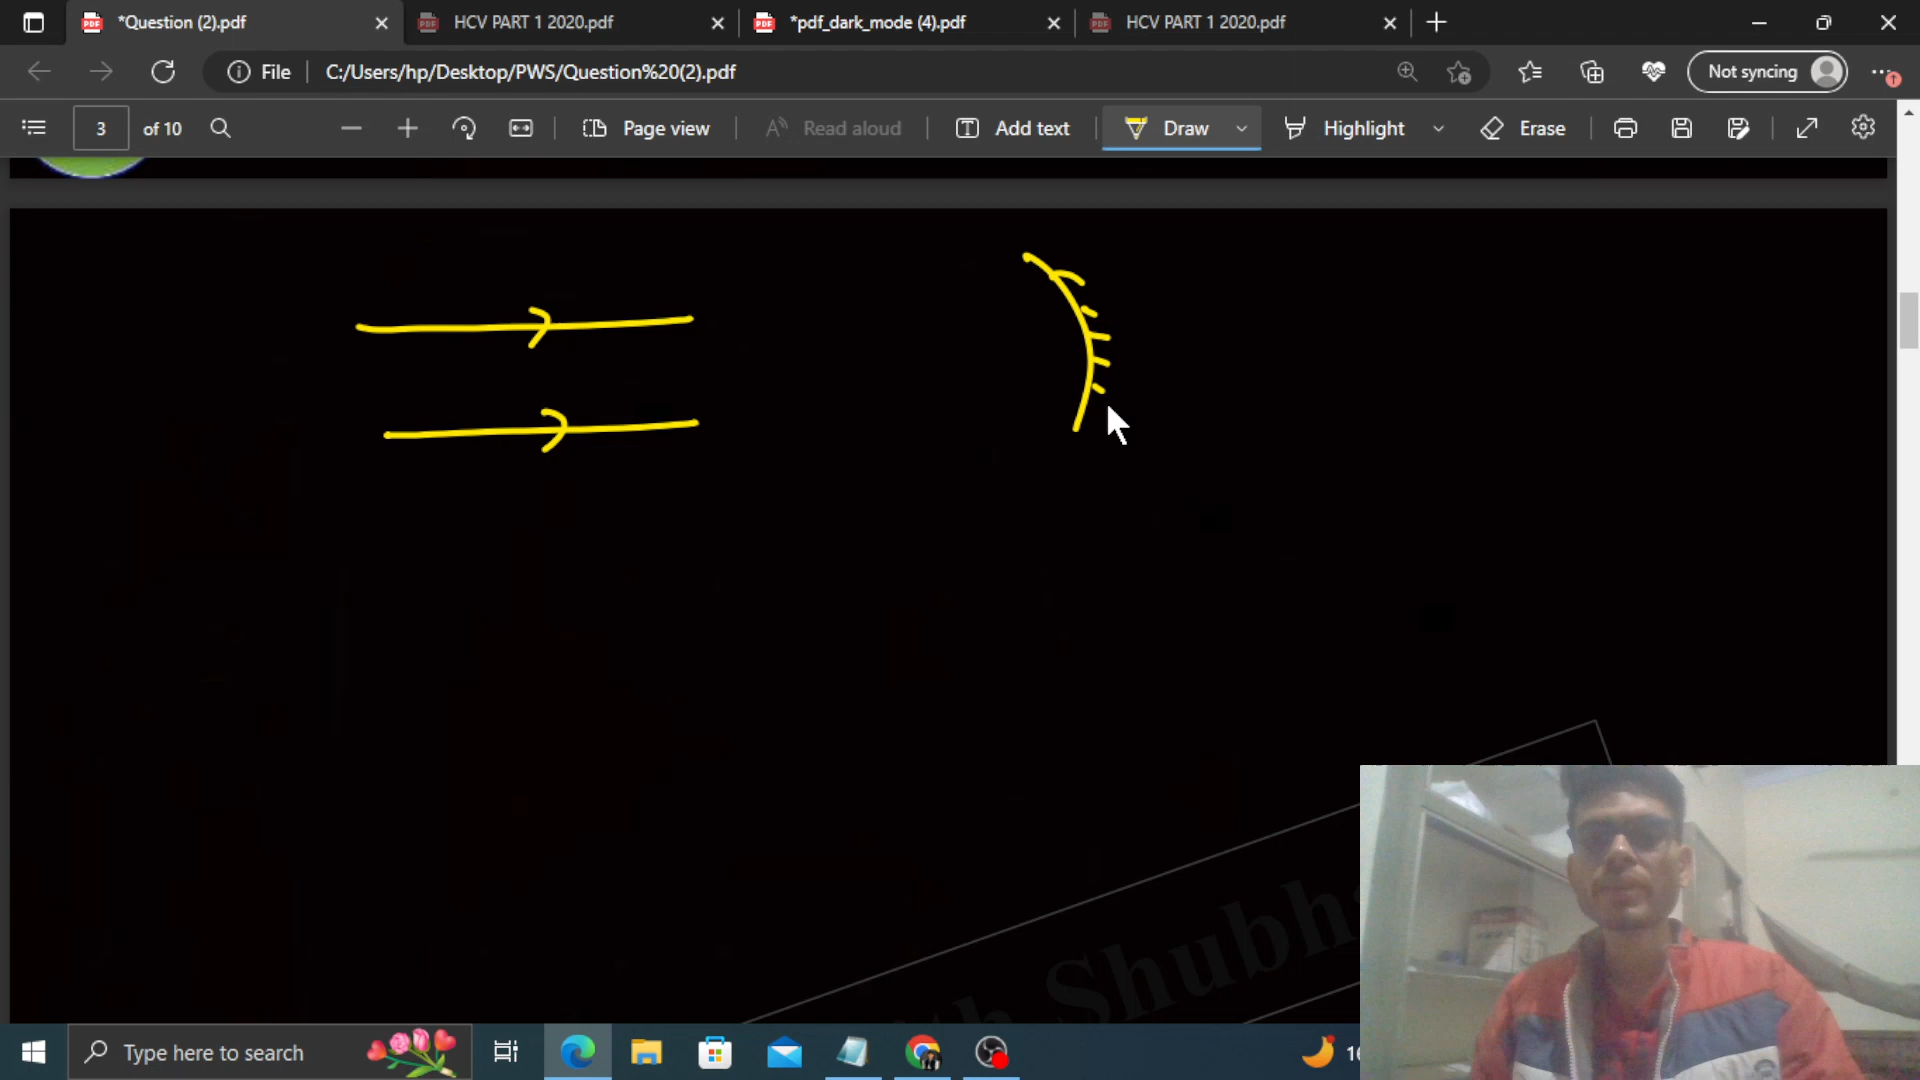 *Question (2).pdf
HCV PART 1 2020.pdf
*pdf_dark_mode (4).pdf
HCV PART 1 2020.pdf
File
C:/Users/hp/Desktop/PWS/Question%20(2).pdf
Not syncing
3 of 10
Page view
Read aloud
Add text
Draw
Highlight
Erase
th Shubha
Type here to search